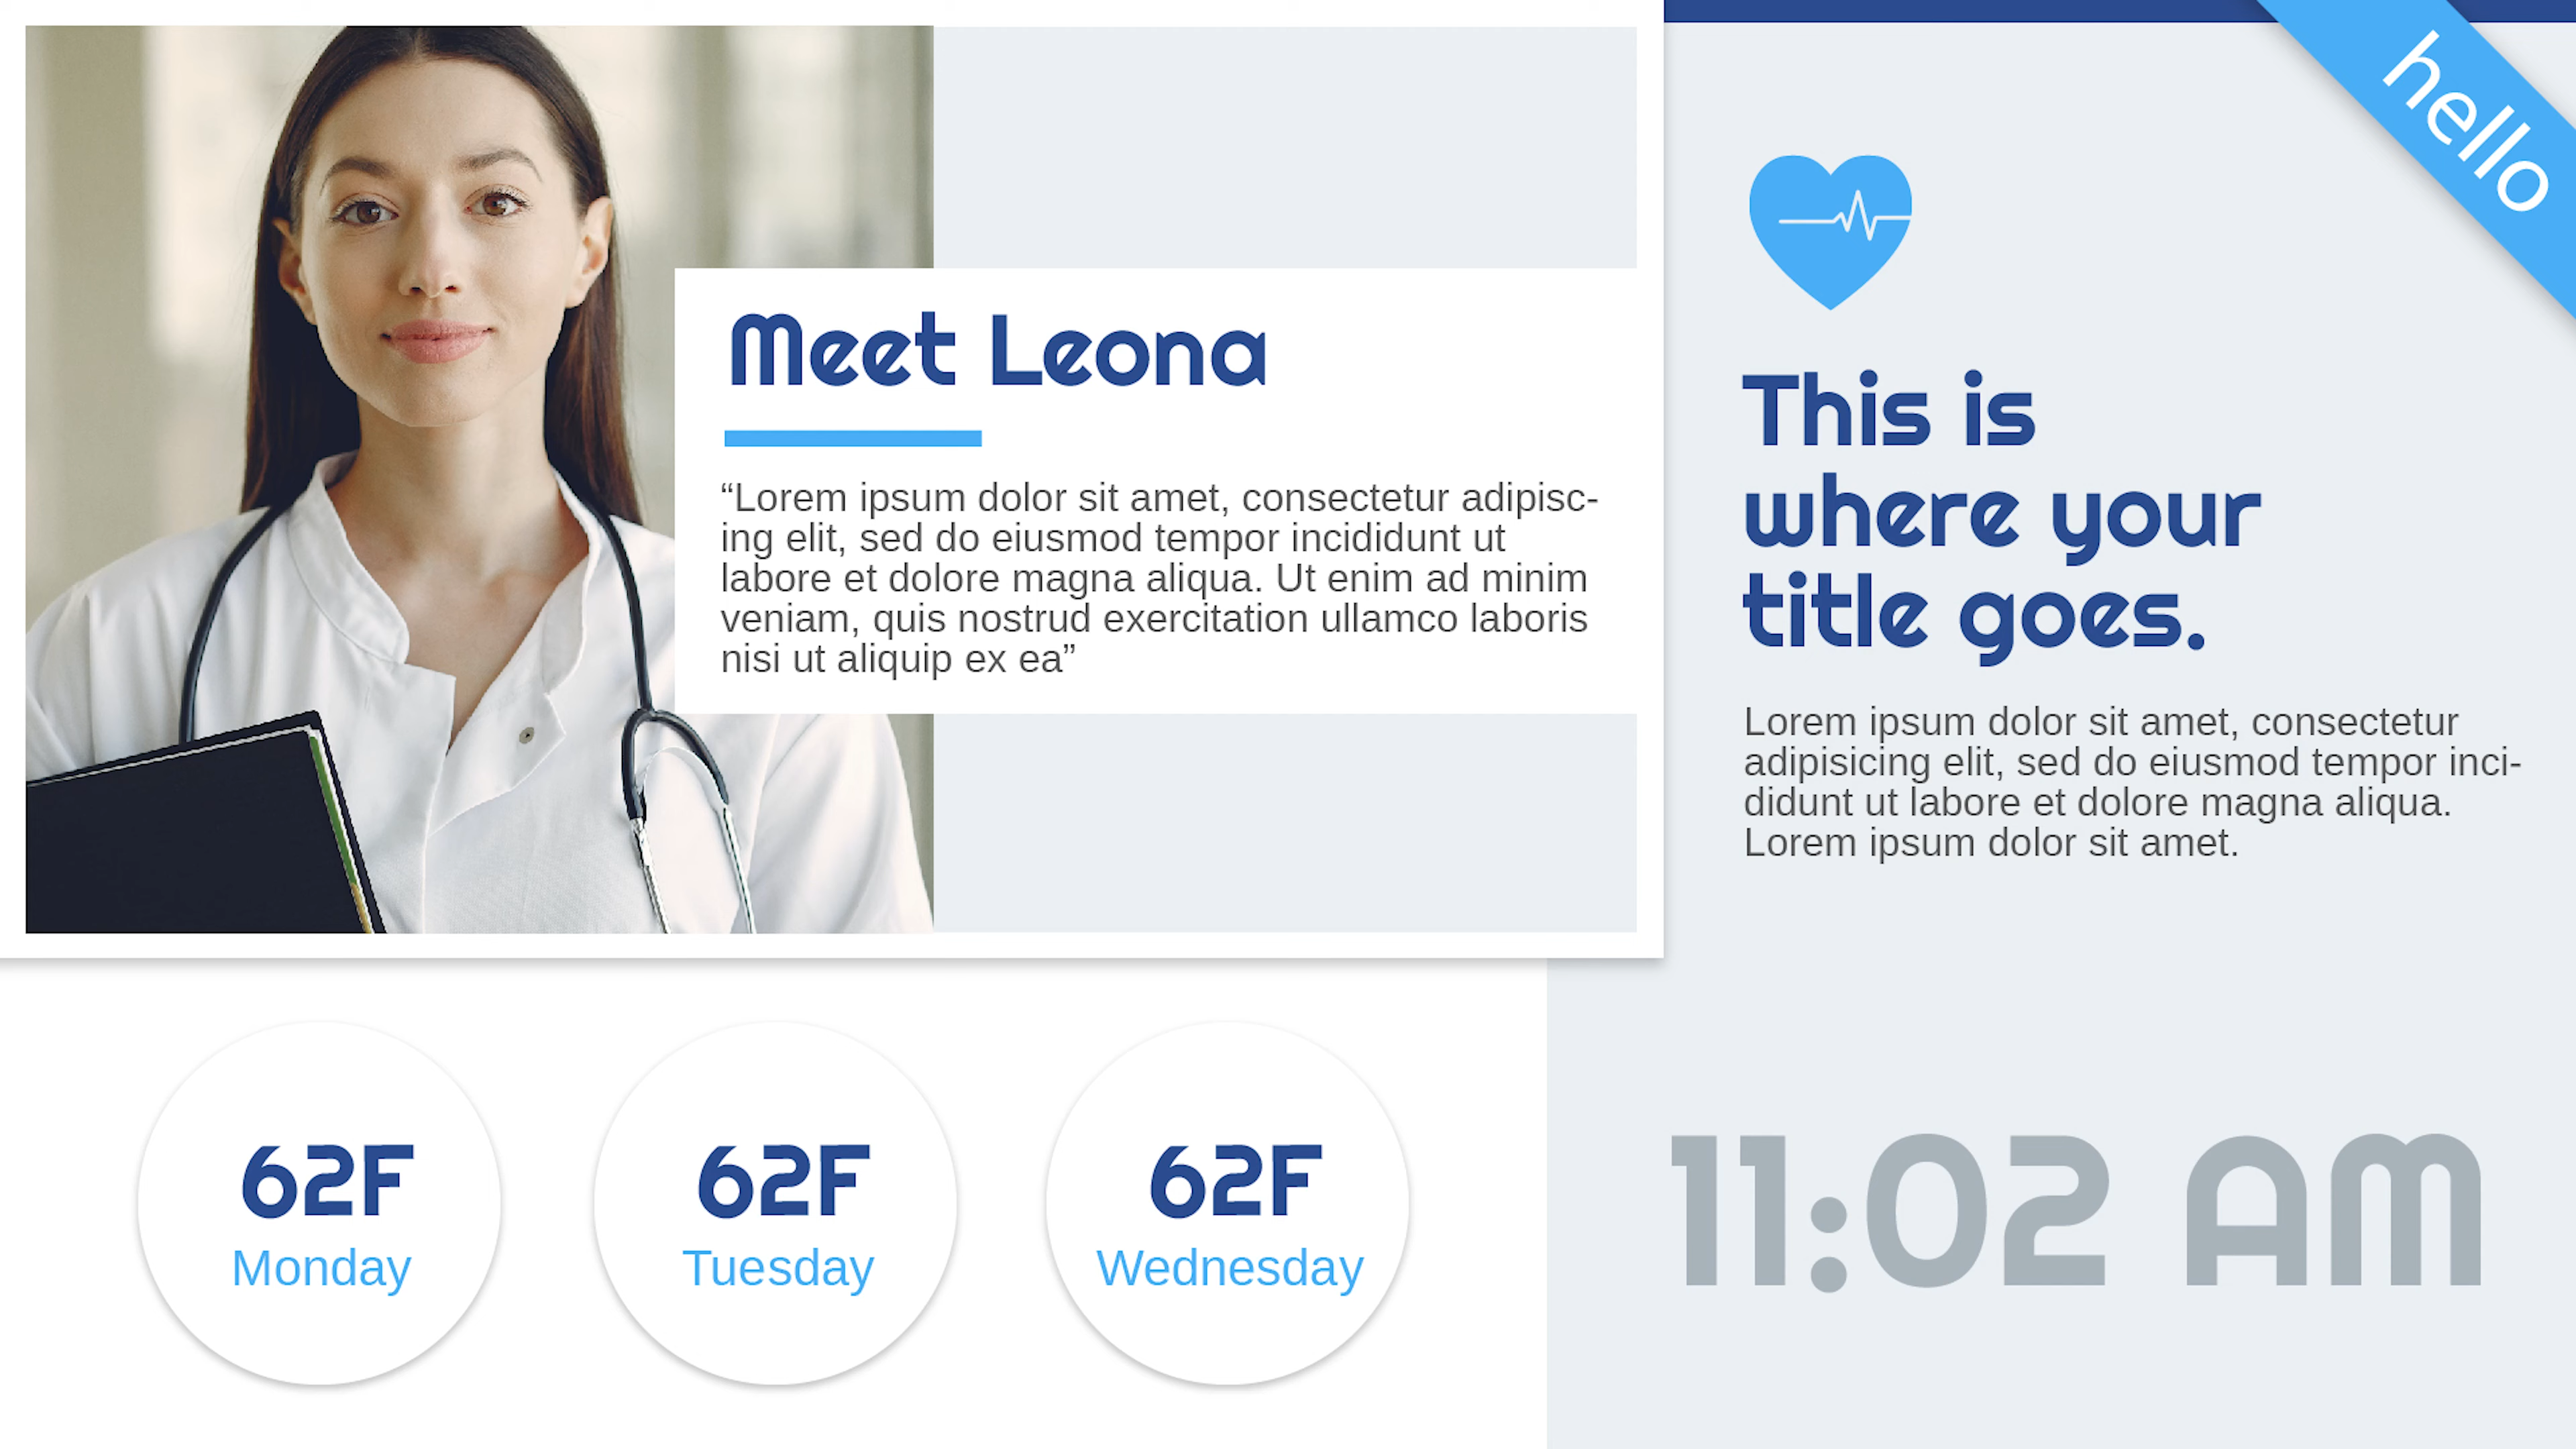 Meet Leona
“Lorem ipsum dolor sit amet, consectetur adipisc-
ing elit, sed do eiusmod tempor incididunt ut
labore et dolore magna aliqua. Ut enim ad minim
veniam, quis nostrud exercitation ullamco laboris
nisi ut aliquip ex ea”
hello
This is
where your
title goes.
Lorem ipsum dolor sit amet, consectetur
adipisicing elit, sed do eiusmod tempor inci-
didunt ut labore et dolore magna aliqua.
Lorem ipsum dolor sit amet.
62F
Monday
62F
Tuesday
62F
Wednesday
11:02 AM